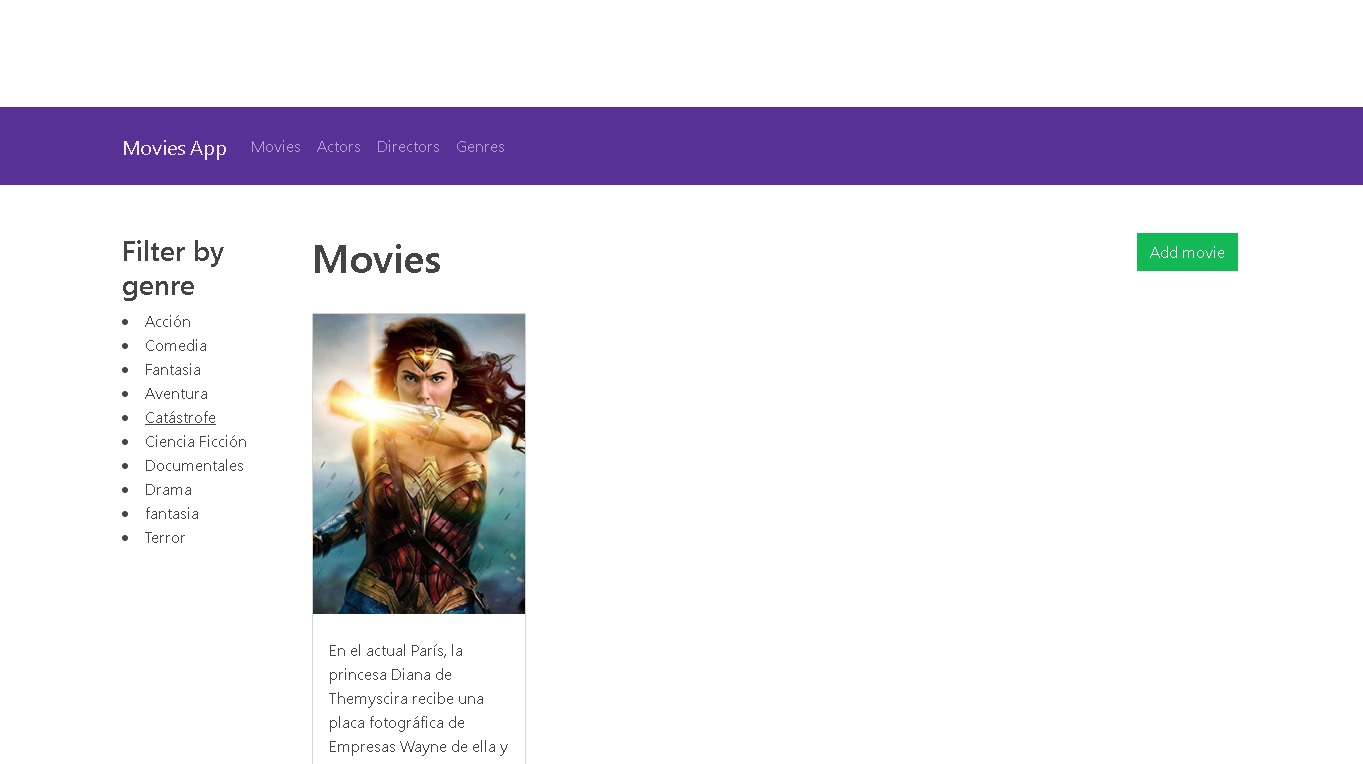 Movies App Movies Actors Directors Genres
Filter by
genre
Acción
Comedia
Fantasia
Aventura
Catástrofe
Ciencia Ficción
Documentales
Drama
fantasia
Terror
Movies
Add movie
En el actual París, la
princesa Diana de
Themyscira recibe una
placa fotográfica de
Empresas Wayne de ella y